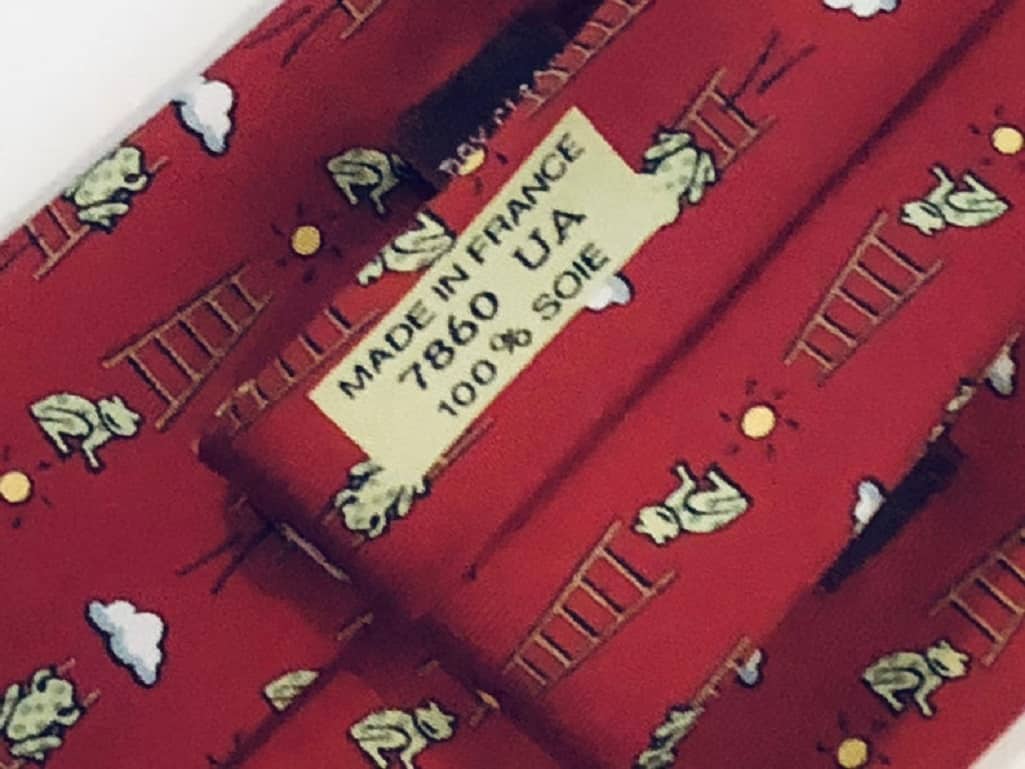 MADE IN FRANCE
7860 UA
100% SOIE